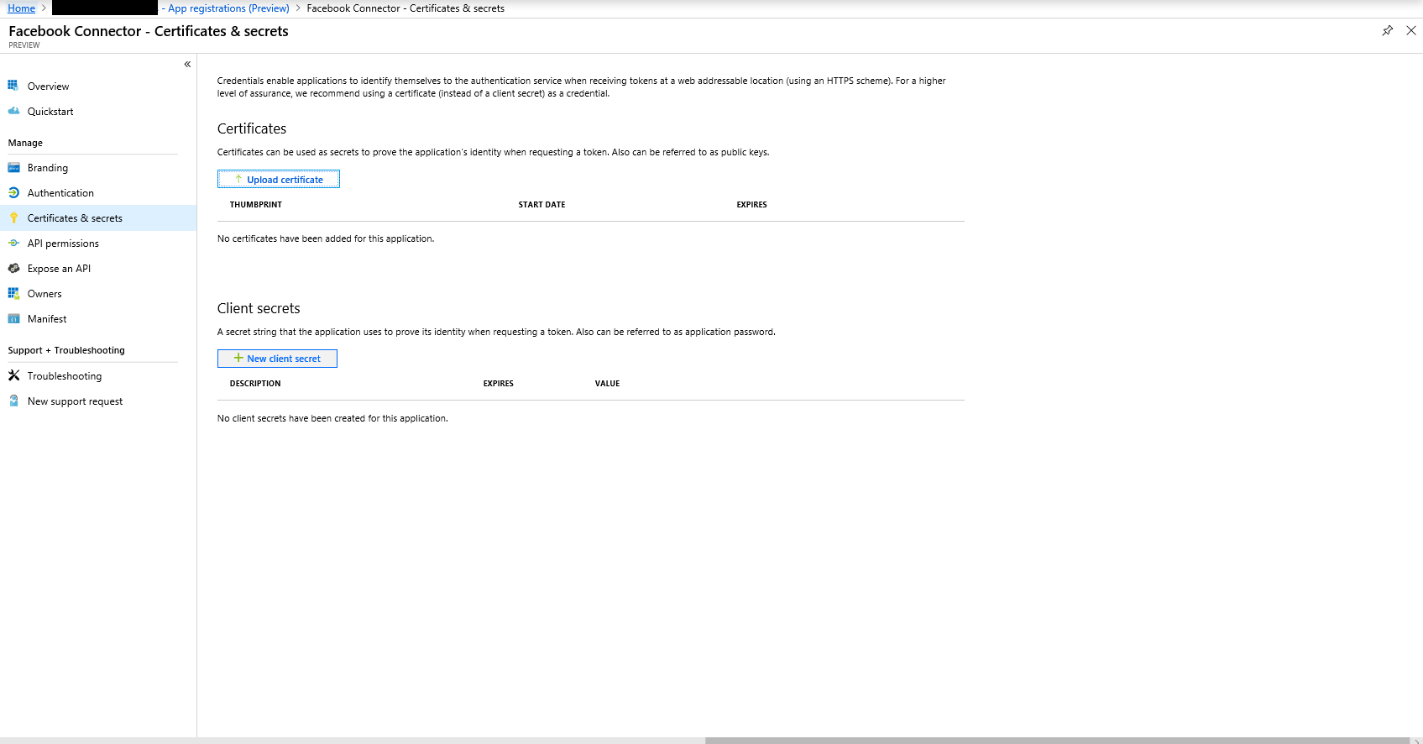 Home > - App registrations (Preview) > Facebook Connector - Certificates & secrets
Facebook Connector - Certificates & secrets
PREVIEW
«
Overview
Quickstart
Manage
Branding
Authentication
Certificates & secrets
API permissions
Expose an API
Owners
Manifest
Support + Troubleshooting
Troubleshooting
New support request
Credentials enable applications to identify themselves to the authentication service when receiving tokens at a web addressable location (using an HTTPS scheme). For a higher
level of assurance, we recommend using a certificate (instead of a client secret) as a credential.
Certificates
Certificates can be used as secrets to prove the application's identity when requesting a token. Also can be referred to as public keys.
Upload certificate
THUMBPRINT START DATE EXPIRES
No certificates have been added for this application.
Client secrets
A secret string that the application uses to prove its identity when requesting a token. Also can be referred to as application password.
New client secret
DESCRIPTION EXPIRES VALUE
No client secrets have been created for this application.